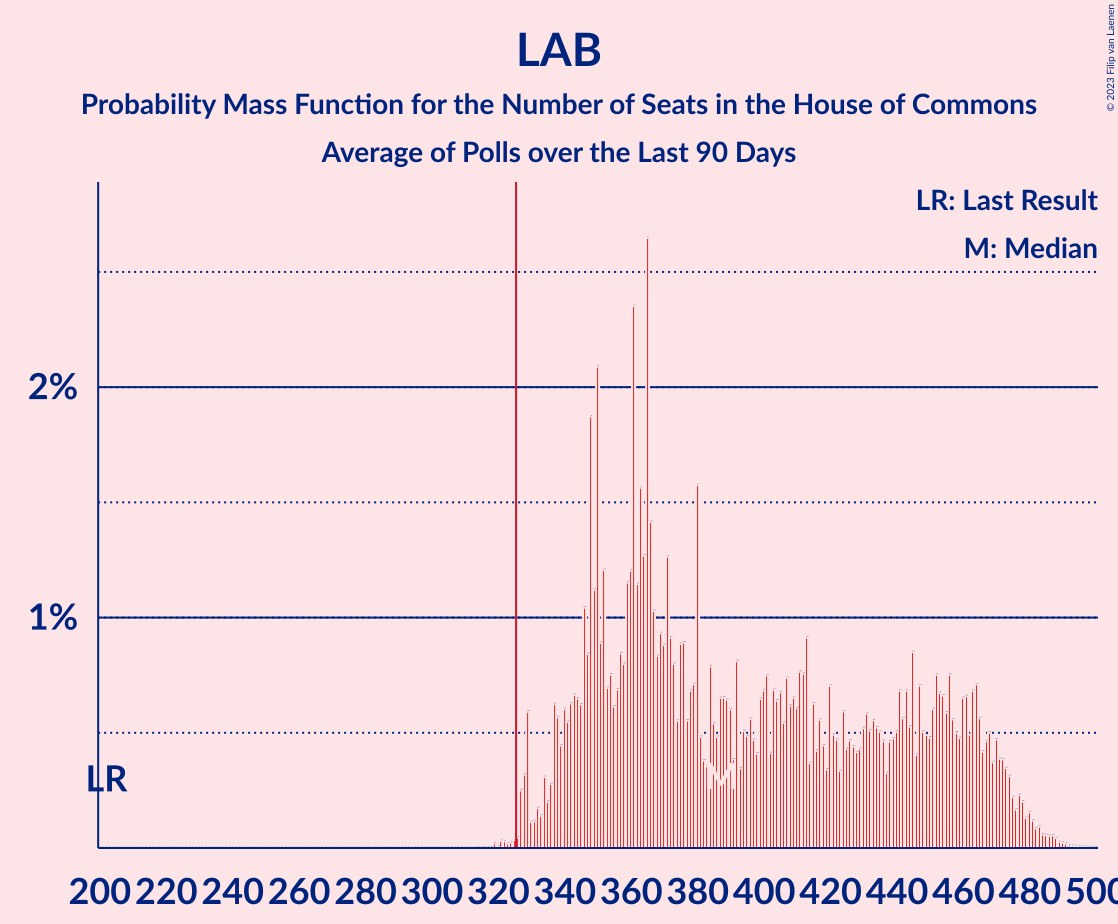 LAB
Probability Mass Function for the Number of Seats in the House of Commons
Average of Polls over the Last 90 Days
© 2023 Filip van Laenen
LR: Last Result
M: Median
2%
1%
LR
M
200 220 240 260 280 300 320 340 360 380 400 420 440 460 480 500